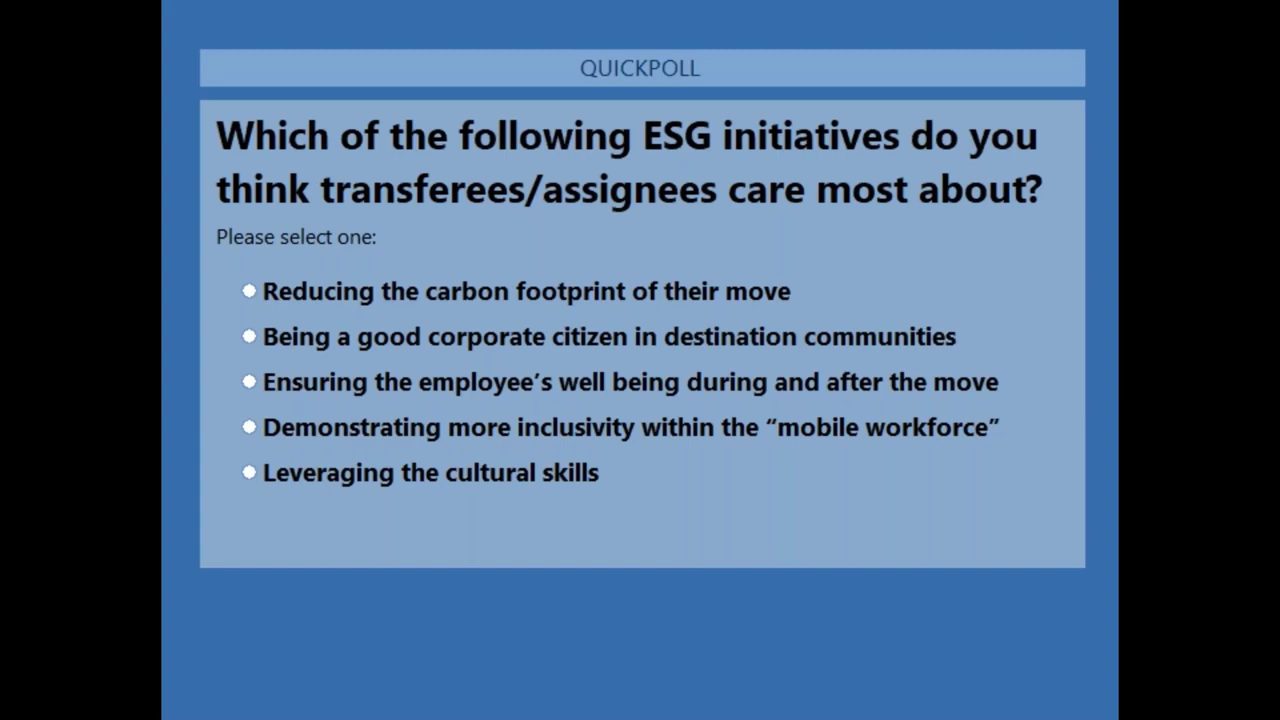 QUICKPOLL
Which of the following ESG initiatives do you
think transferees/assignees care most about?
Please select one:
Reducing the carbon footprint of their move
Being a good corporate citizen in destination communities
Ensuring the employee’s well being during and after the move
Demonstrating more inclusivity within the “mobile workforce”
Leveraging the cultural skills